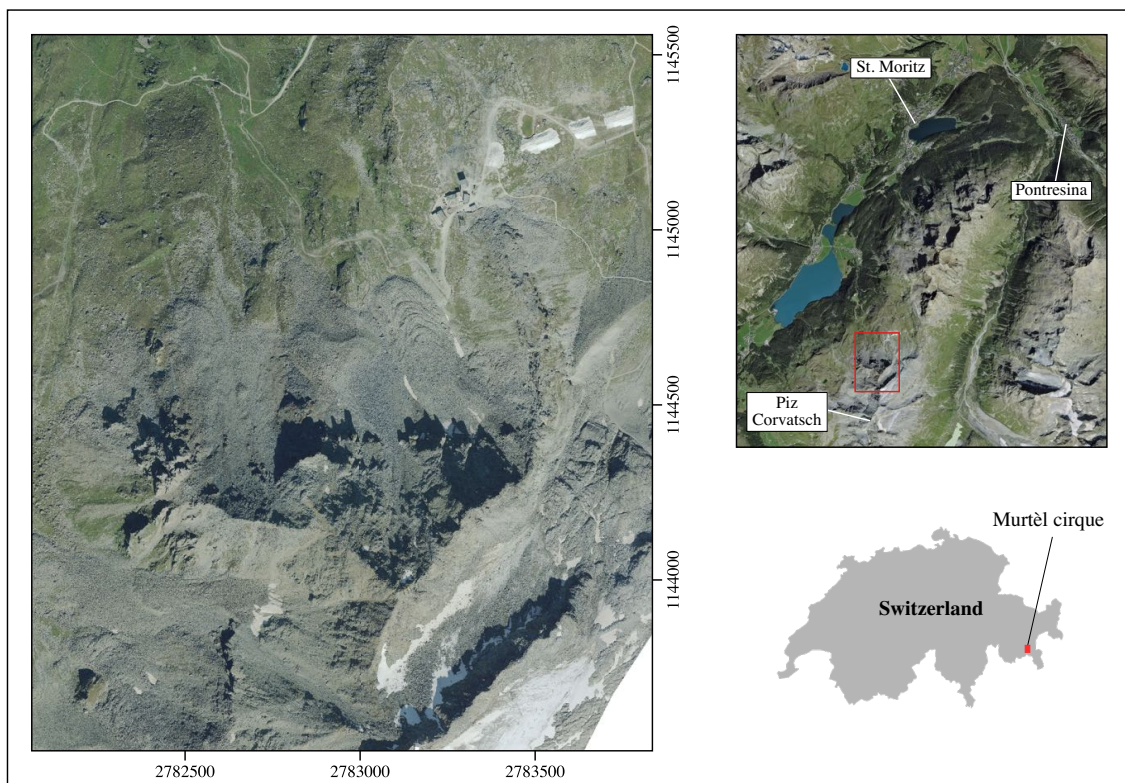 1145500
1145000
1144500
1144000
2782500
2783000
2783500
St. Moritz
Pontresina
Piz
Corvatsch
Murtèl cirque
Switzerland